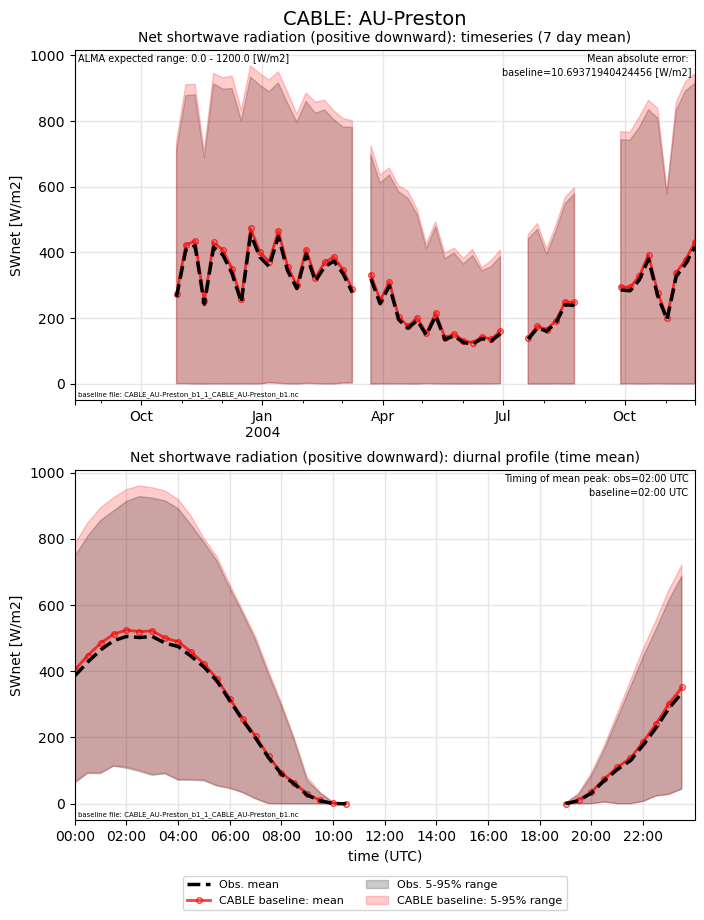 CABLE: AU-Preston
Net shortwave radiation (positive downward): timeseries (7 day mean)
ALMA expected range: 0.0 - 1200.0 [W/m2]
Mean absolute error:
baseline=10.69371940424456 [W/m2]
1000
800
600
400
200
0
SWnet [W/m2]
baseline file: CABLE_AU-Preston_b1_1_CABLE_AU-Preston_b1.nc
Oct Jan Apr Jul Oct
2004
Net shortwave radiation (positive downward): diurnal profile (time mean)
Timing of mean peak: obs=02:00 UTC
baseline=02:00 UTC
1000
800
600
400
200
0
SWnet [W/m2]
baseline file: CABLE_AU-Preston_b1_1_CABLE_AU-Preston_b1.nc
00:00 02:00 04:00 06:00 08:00 10:00 12:00 14:00 16:00 18:00 20:00 22:00
time (UTC)
Obs. mean Obs. 5-95% range
CABLE baseline: mean CABLE baseline: 5-95% range